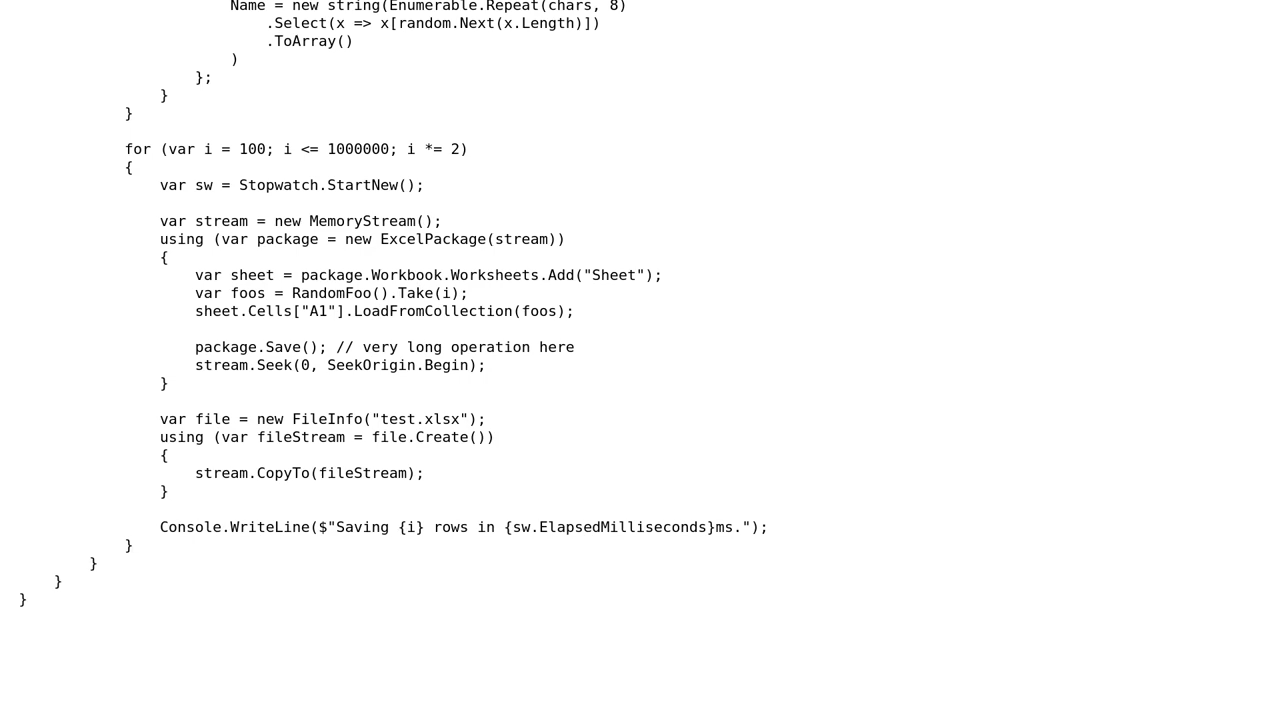 Name = new string(Enumerable.Repeat(chars, 8)
.Select(x => x[random.Next(x.Length)])
.ToArray()
)
};
}
}
for (var i = 100; i <= 1000000; i *= 2)
{
var sw = Stopwatch.StartNew();
var stream = new MemoryStream();
using (var package = new ExcelPackage(stream))
{
var sheet = package.Workbook.Worksheets.Add("Sheet");
var foos = RandomFoo().Take(i);
sheet.Cells["A1"].LoadFromCollection(foos);
package.Save(); // very long operation here
stream.Seek(0, SeekOrigin.Begin);
}
var file = new FileInfo("test.xlsx");
using (var fileStream = file.Create())
{
stream.CopyTo(fileStream);
}
Console.WriteLine($"Saving {i} rows in {sw.ElapsedMilliseconds}ms.");
}
}
}
}